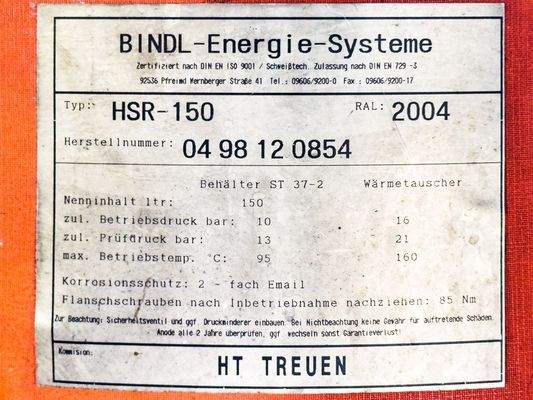 BINDL-Energie-Systeme
Zertifiziert nach DIN EN ISO 9001 / Schweißtech. Zulassung nach DIN EN 729 -3
92536 Pfreimd Wernberger Straße 41 Tel.: 09606/9200-0 Fax : 09606/9200-17
Typ: HSR-150 RAL: 2004
Herstellnummer: 04 98 12 0854
Behälter ST 37-2 Wärmetauscher
Nenninhalt ltr: 150
zul. Betriebsdruck bar: 10 16
zul. Prüfdruck bar: 13 21
max. Betriebstemp. °C: 95 160
Korrosionsschutz: 2 - fach Email
Flanschschrauben nach Inbetriebnahme nachziehen: 85 Nm
Zur Beachtung: Sicherheitsventil und ggf. Druckminderer einbauen. Bei Nichtbeachtung keine Gewähr für auftretende Schäden.
Anode alle 2 Jahre überprüfen, ggf. wechseln sonst Garantieverlust!
Kommision:
HT TREUEN